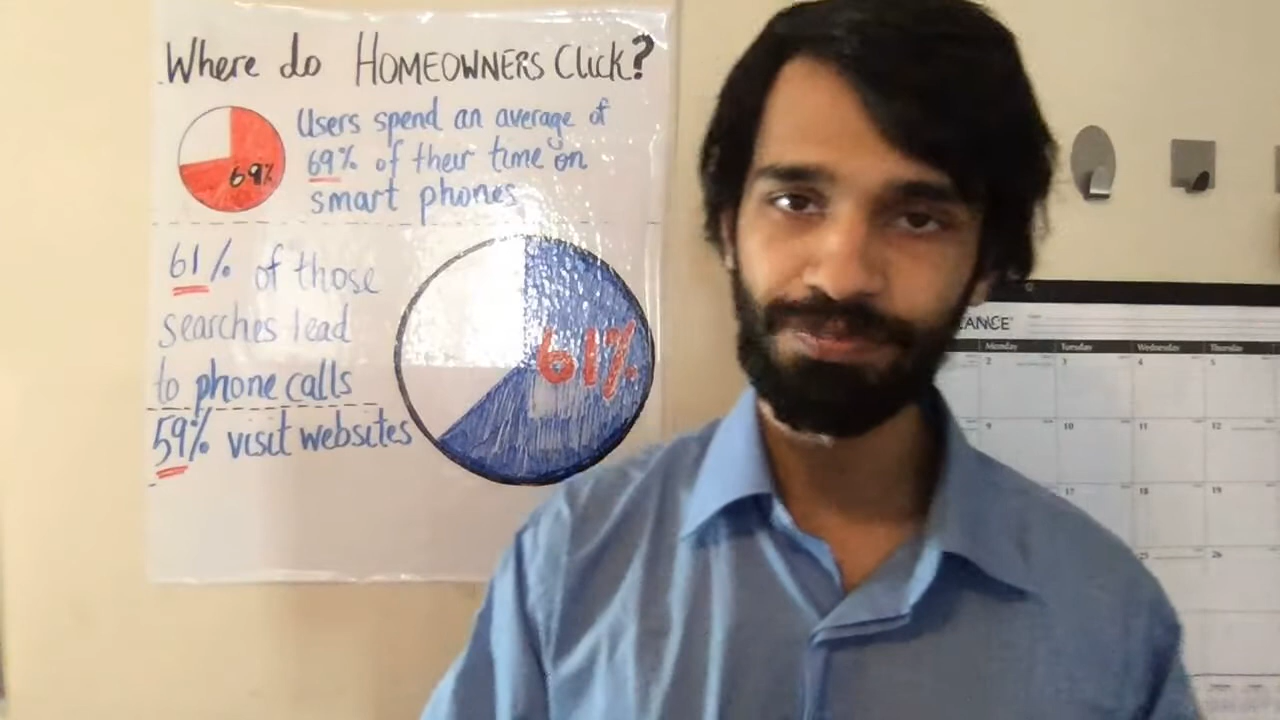 Where do HOMEOWNERS Click?
69%
Users spend an average of
69% of their time on
smart phones
61% of those
searches lead
to phone calls
61%
59% visit websites
LANCE
Monday Tuesday Wednesday Thursday
2 3 4 5
9 10 11 12
17 18 19
25 26